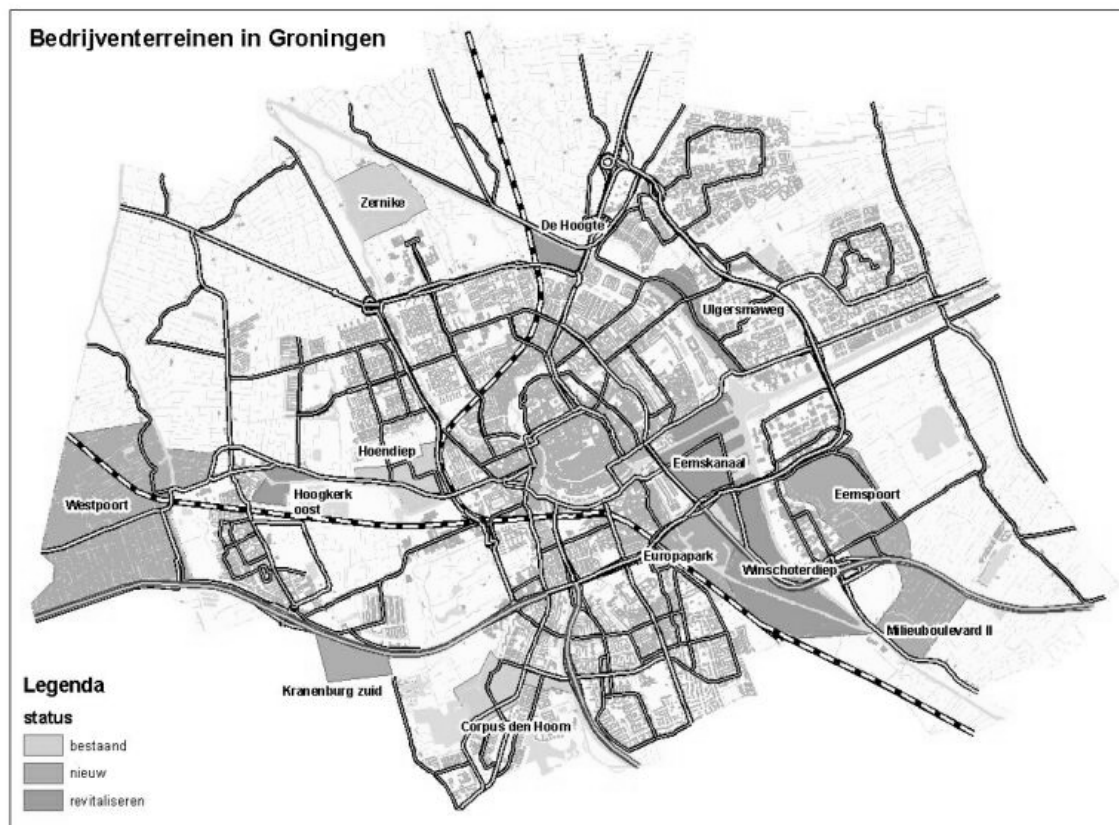 Bedrijventerreinen in Groningen
Zernike
De Hoogte
Ulgersmaweg
Hoendiep
Eemskanaal
Hoogkerk
oost
Westpoort
Eemspoort
Europapark
Winschoterdiep
Milieuboulevard II
Kranenburg zuid
Corpus den Hoorn
Legenda
status
bestaand
nieuw
revitaliseren